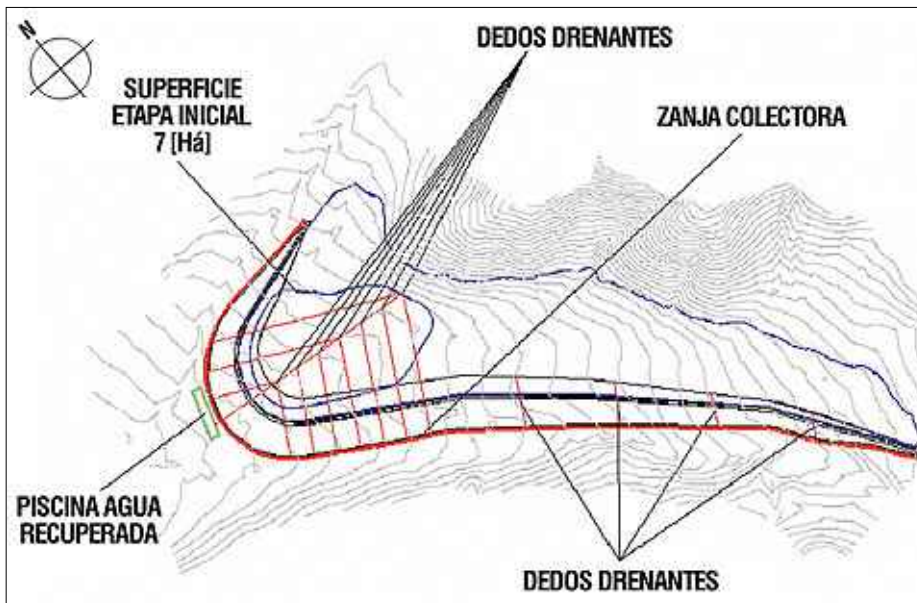 N
DEDOS DRENANTES
SUPERFICIE
ETAPA INICIAL
7 [Há]
ZANJA COLECTORA
PISCINA AGUA
RECUPERADA
DEDOS DRENANTES